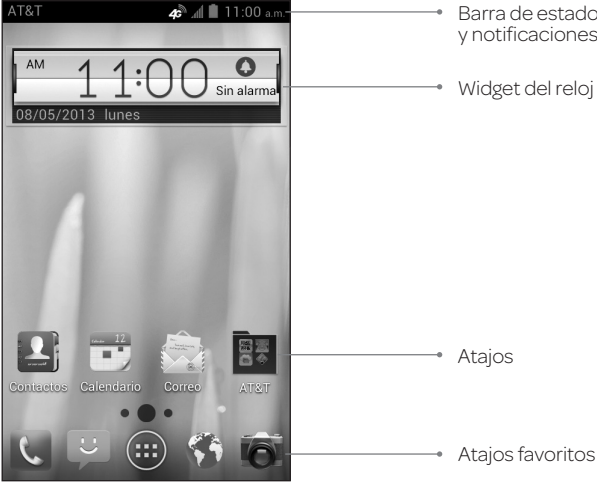 AT&T 4G 11:00 a.m.
Barra de estado
y notificaciones
AM 11:00 Sin alarma
Widget del reloj
08/05/2013 lunes
12
Contactos Calendario Correo AT&T
Atajos
Atajos favoritos